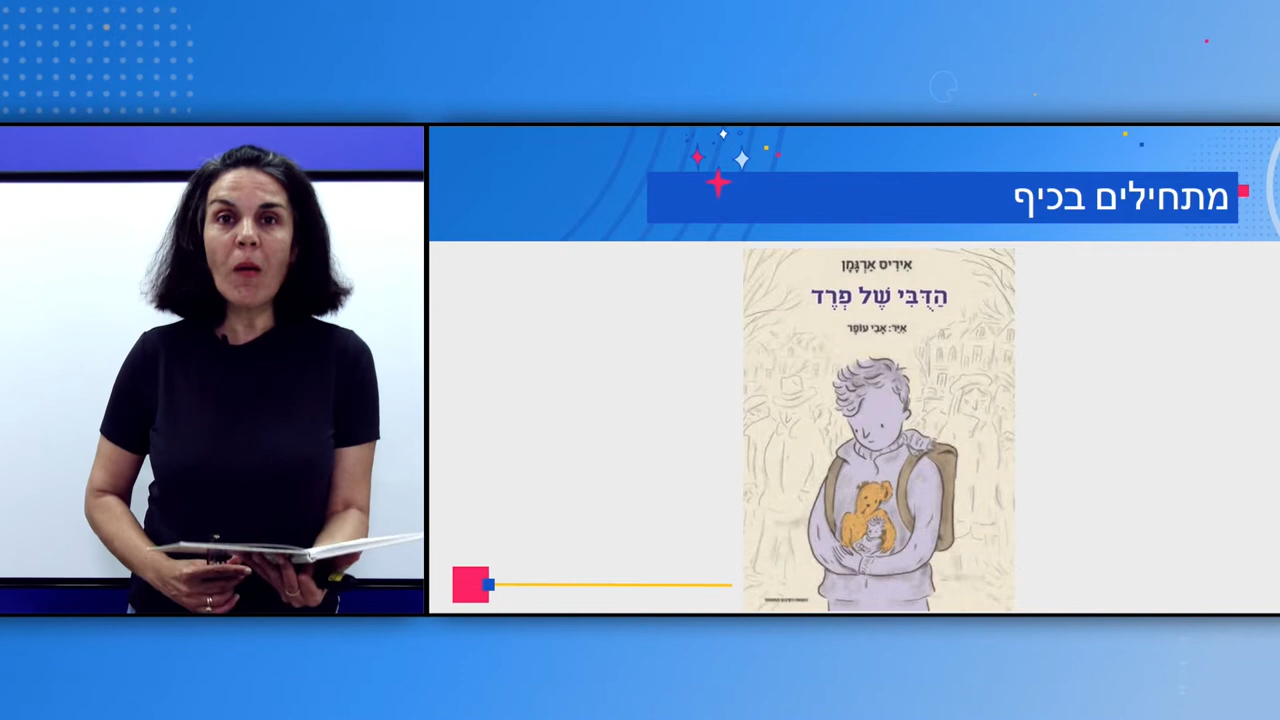 מתחילים בכיף
אִירִיס אַרְגָּמָן
הַדֻּבִּי שֶׁל פְרֶד
אִיֵּר: אָבִי עוֹפֶר